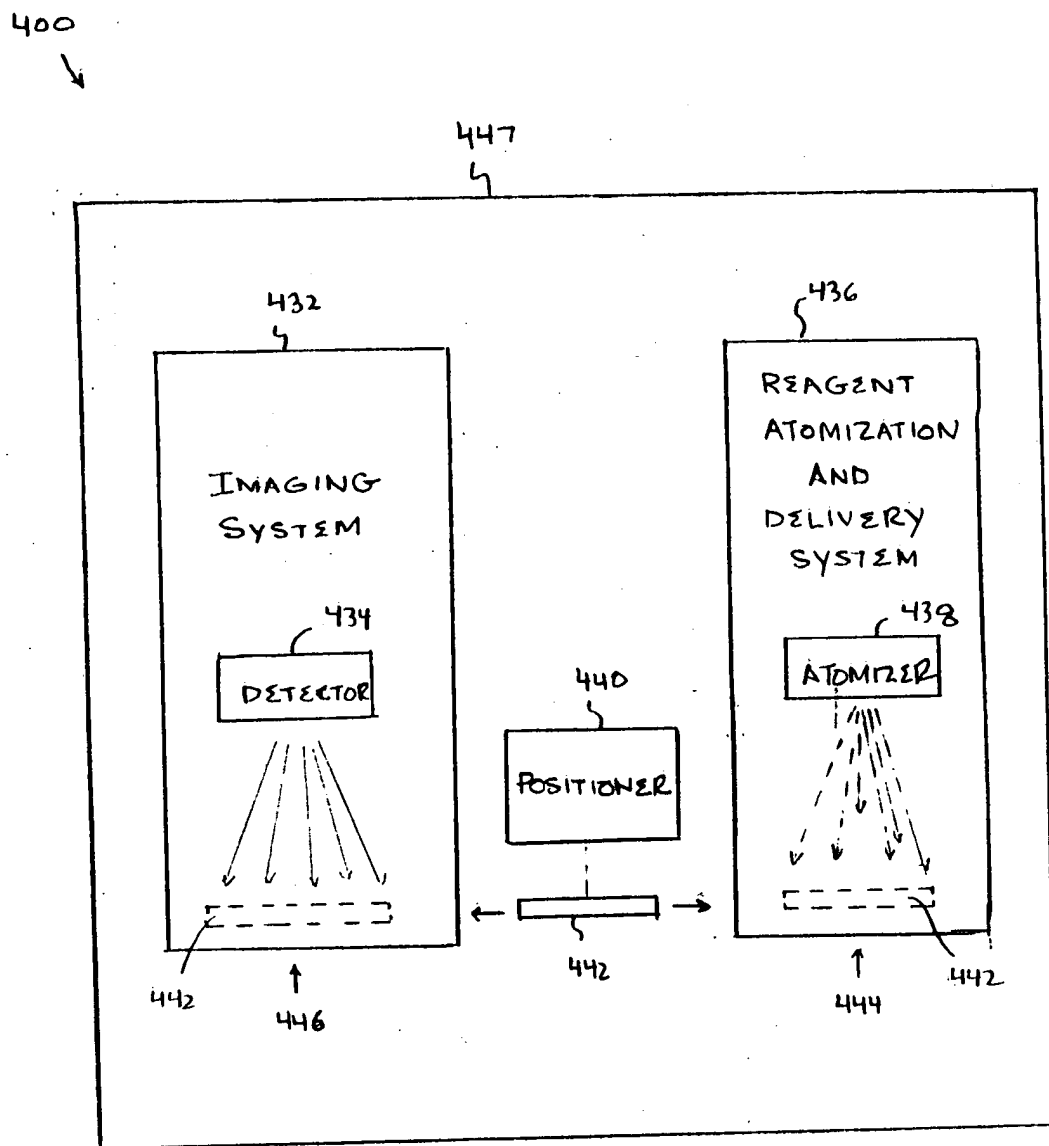 400
447
432
436
REAGENT
ATOMIZATION
AND
DELIVERY
SYSTEM
IMAGING
SYSTEM
434
438
DETECTOR
ATOMIZER
440
POSITIONER
442
442
442
446
444